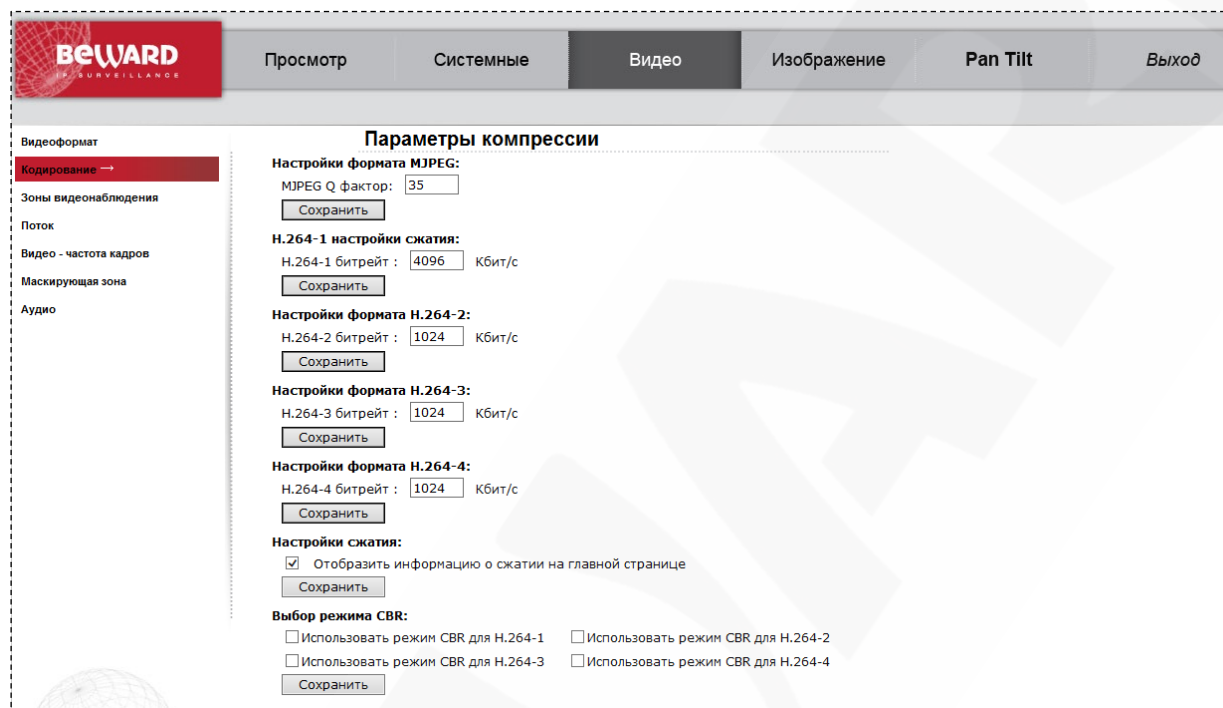 BEWARD
IP SURVEILLANCE
Просмотр
Системные
Видео
Изображение
Pan Tilt
Выход
Видеоформат
Кодирование →
Зоны видеонаблюдения
Поток
Видео - частота кадров
Маскирующая зона
Аудио
Параметры компрессии
Настройки формата MJPEG:
MJPEG Q фактор: 35
Сохранить
H.264-1 настройки сжатия:
H.264-1 битрейт : 4096 Кбит/с
Сохранить
Настройки формата H.264-2:
H.264-2 битрейт : 1024 Кбит/с
Сохранить
Настройки формата H.264-3:
H.264-3 битрейт : 1024 Кбит/с
Сохранить
Настройки формата H.264-4:
H.264-4 битрейт : 1024 Кбит/с
Сохранить
Настройки сжатия:
Отобразить информацию о сжатии на главной странице
Сохранить
Выбор режима CBR:
Использовать режим CBR для H.264-1 Использовать режим CBR для H.264-2
Использовать режим CBR для H.264-3 Использовать режим CBR для H.264-4
Сохранить